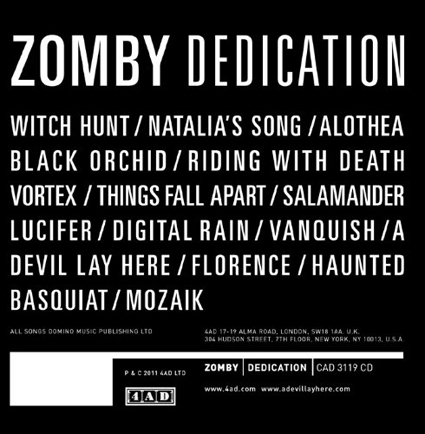 ZOMBY DEDICATION
WITCH HUNT / NATALIA'S SONG / ALOTHEA
BLACK ORCHID / RIDING WITH DEATH
VORTEX / THINGS FALL APART / SALAMANDER
LUCIFER / DIGITAL RAIN / VANQUISH / A
DEVIL LAY HERE / FLORENCE / HAUNTED
BASQUIAT / MOZAIK
ALL SONGS DOMINO MUSIC PUBLISHING LTD
4AD 17-19 ALMA ROAD, LONDON, SW18 1AA. U.K.
304 HUDSON STREET, 7TH FLOOR, NEW YORK, NY 10013, U.S.A
P & C 2011 4AD LTD
ZOMBY | DEDICATION | CAD 3119 CD
4AD
www.4ad.com www.adevillayhere.com